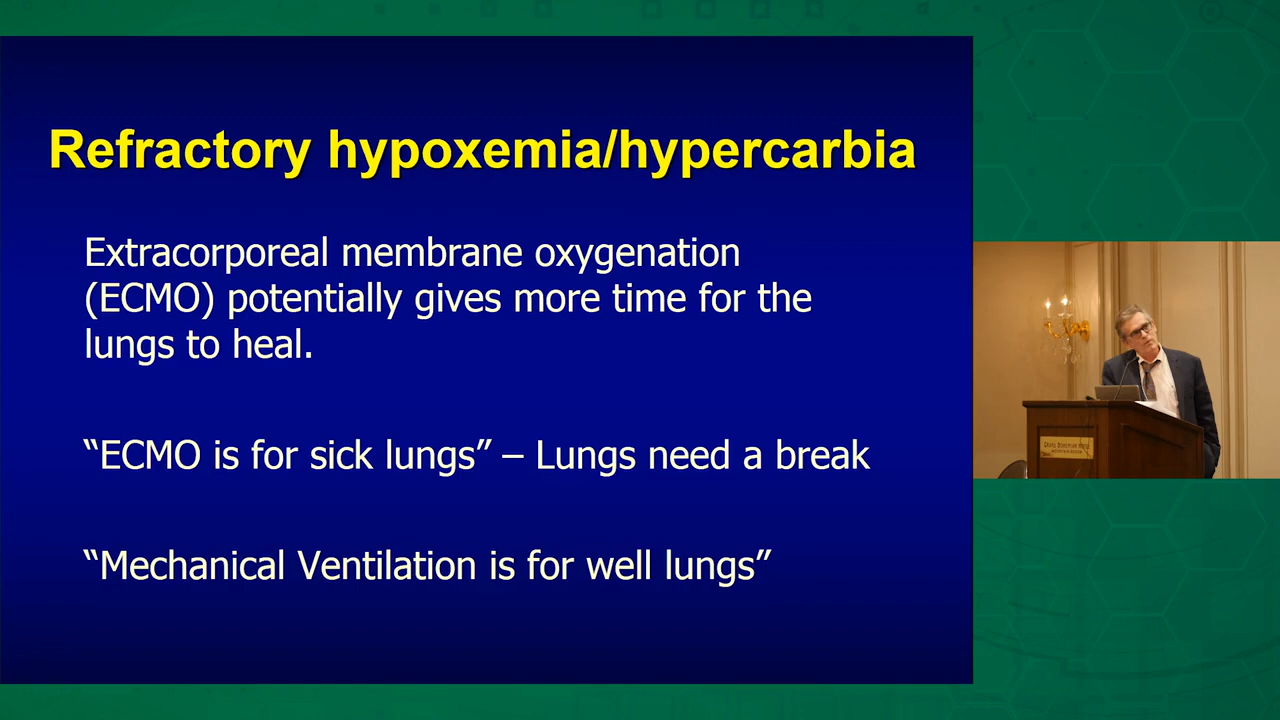 Refractory hypoxemia/hypercarbia
Extracorporeal membrane oxygenation
(ECMO) potentially gives more time for the
lungs to heal.
“ECMO is for sick lungs” – Lungs need a break
“Mechanical Ventilation is for well lungs”